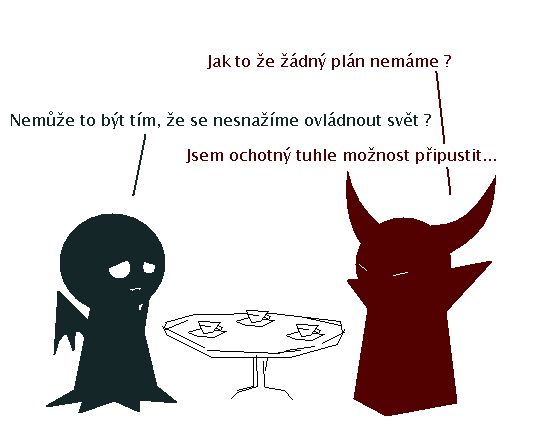 Jak to že žádný plán nemáme ?
Nemůže to být tím, že se nesnažíme ovládnout svět ?
Jsem ochotný tuhle možnost připustit...